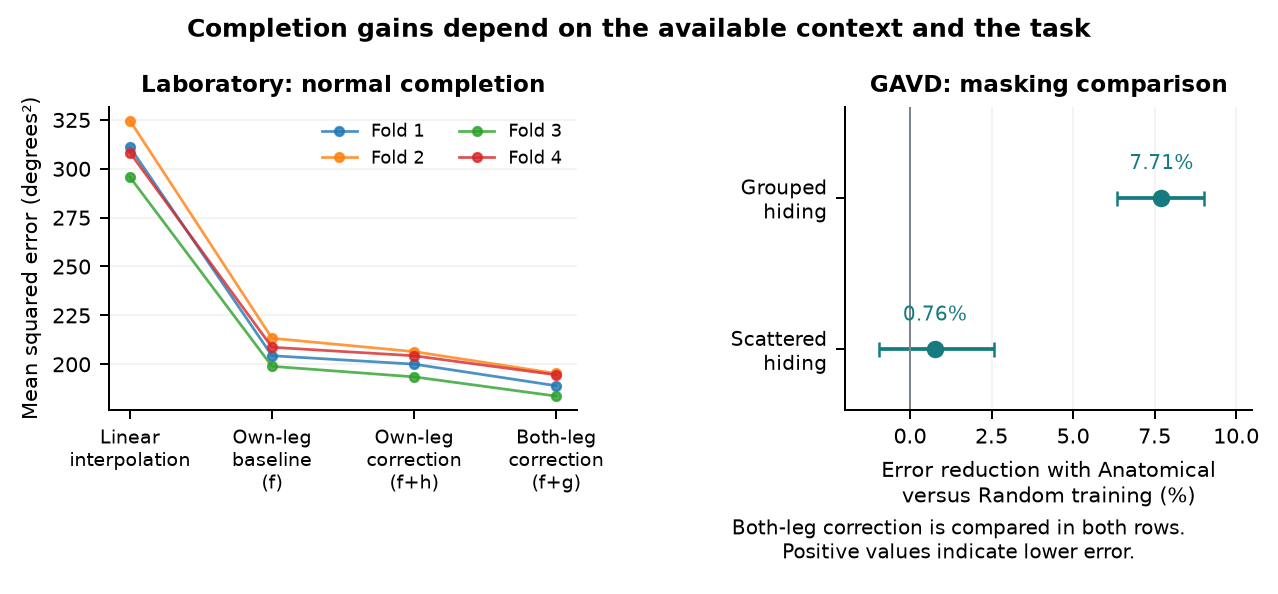 Completion gains depend on the available context and the task
Laboratory: normal completion
Mean squared error (degrees²)
325
300
275
250
225
200
Fold 1
Fold 2
Fold 3
Fold 4
Linear
interpolation
Own-leg
baseline
(f)
Own-leg
correction
(f+h)
Both-leg
correction
(f+g)
GAVD: masking comparison
Grouped
hiding
Scattered
hiding
7.71%
0.76%
0.0
2.5
5.0
7.5
10.0
Error reduction with Anatomical
versus Random training (%)
Both-leg correction is compared in both rows.
Positive values indicate lower error.